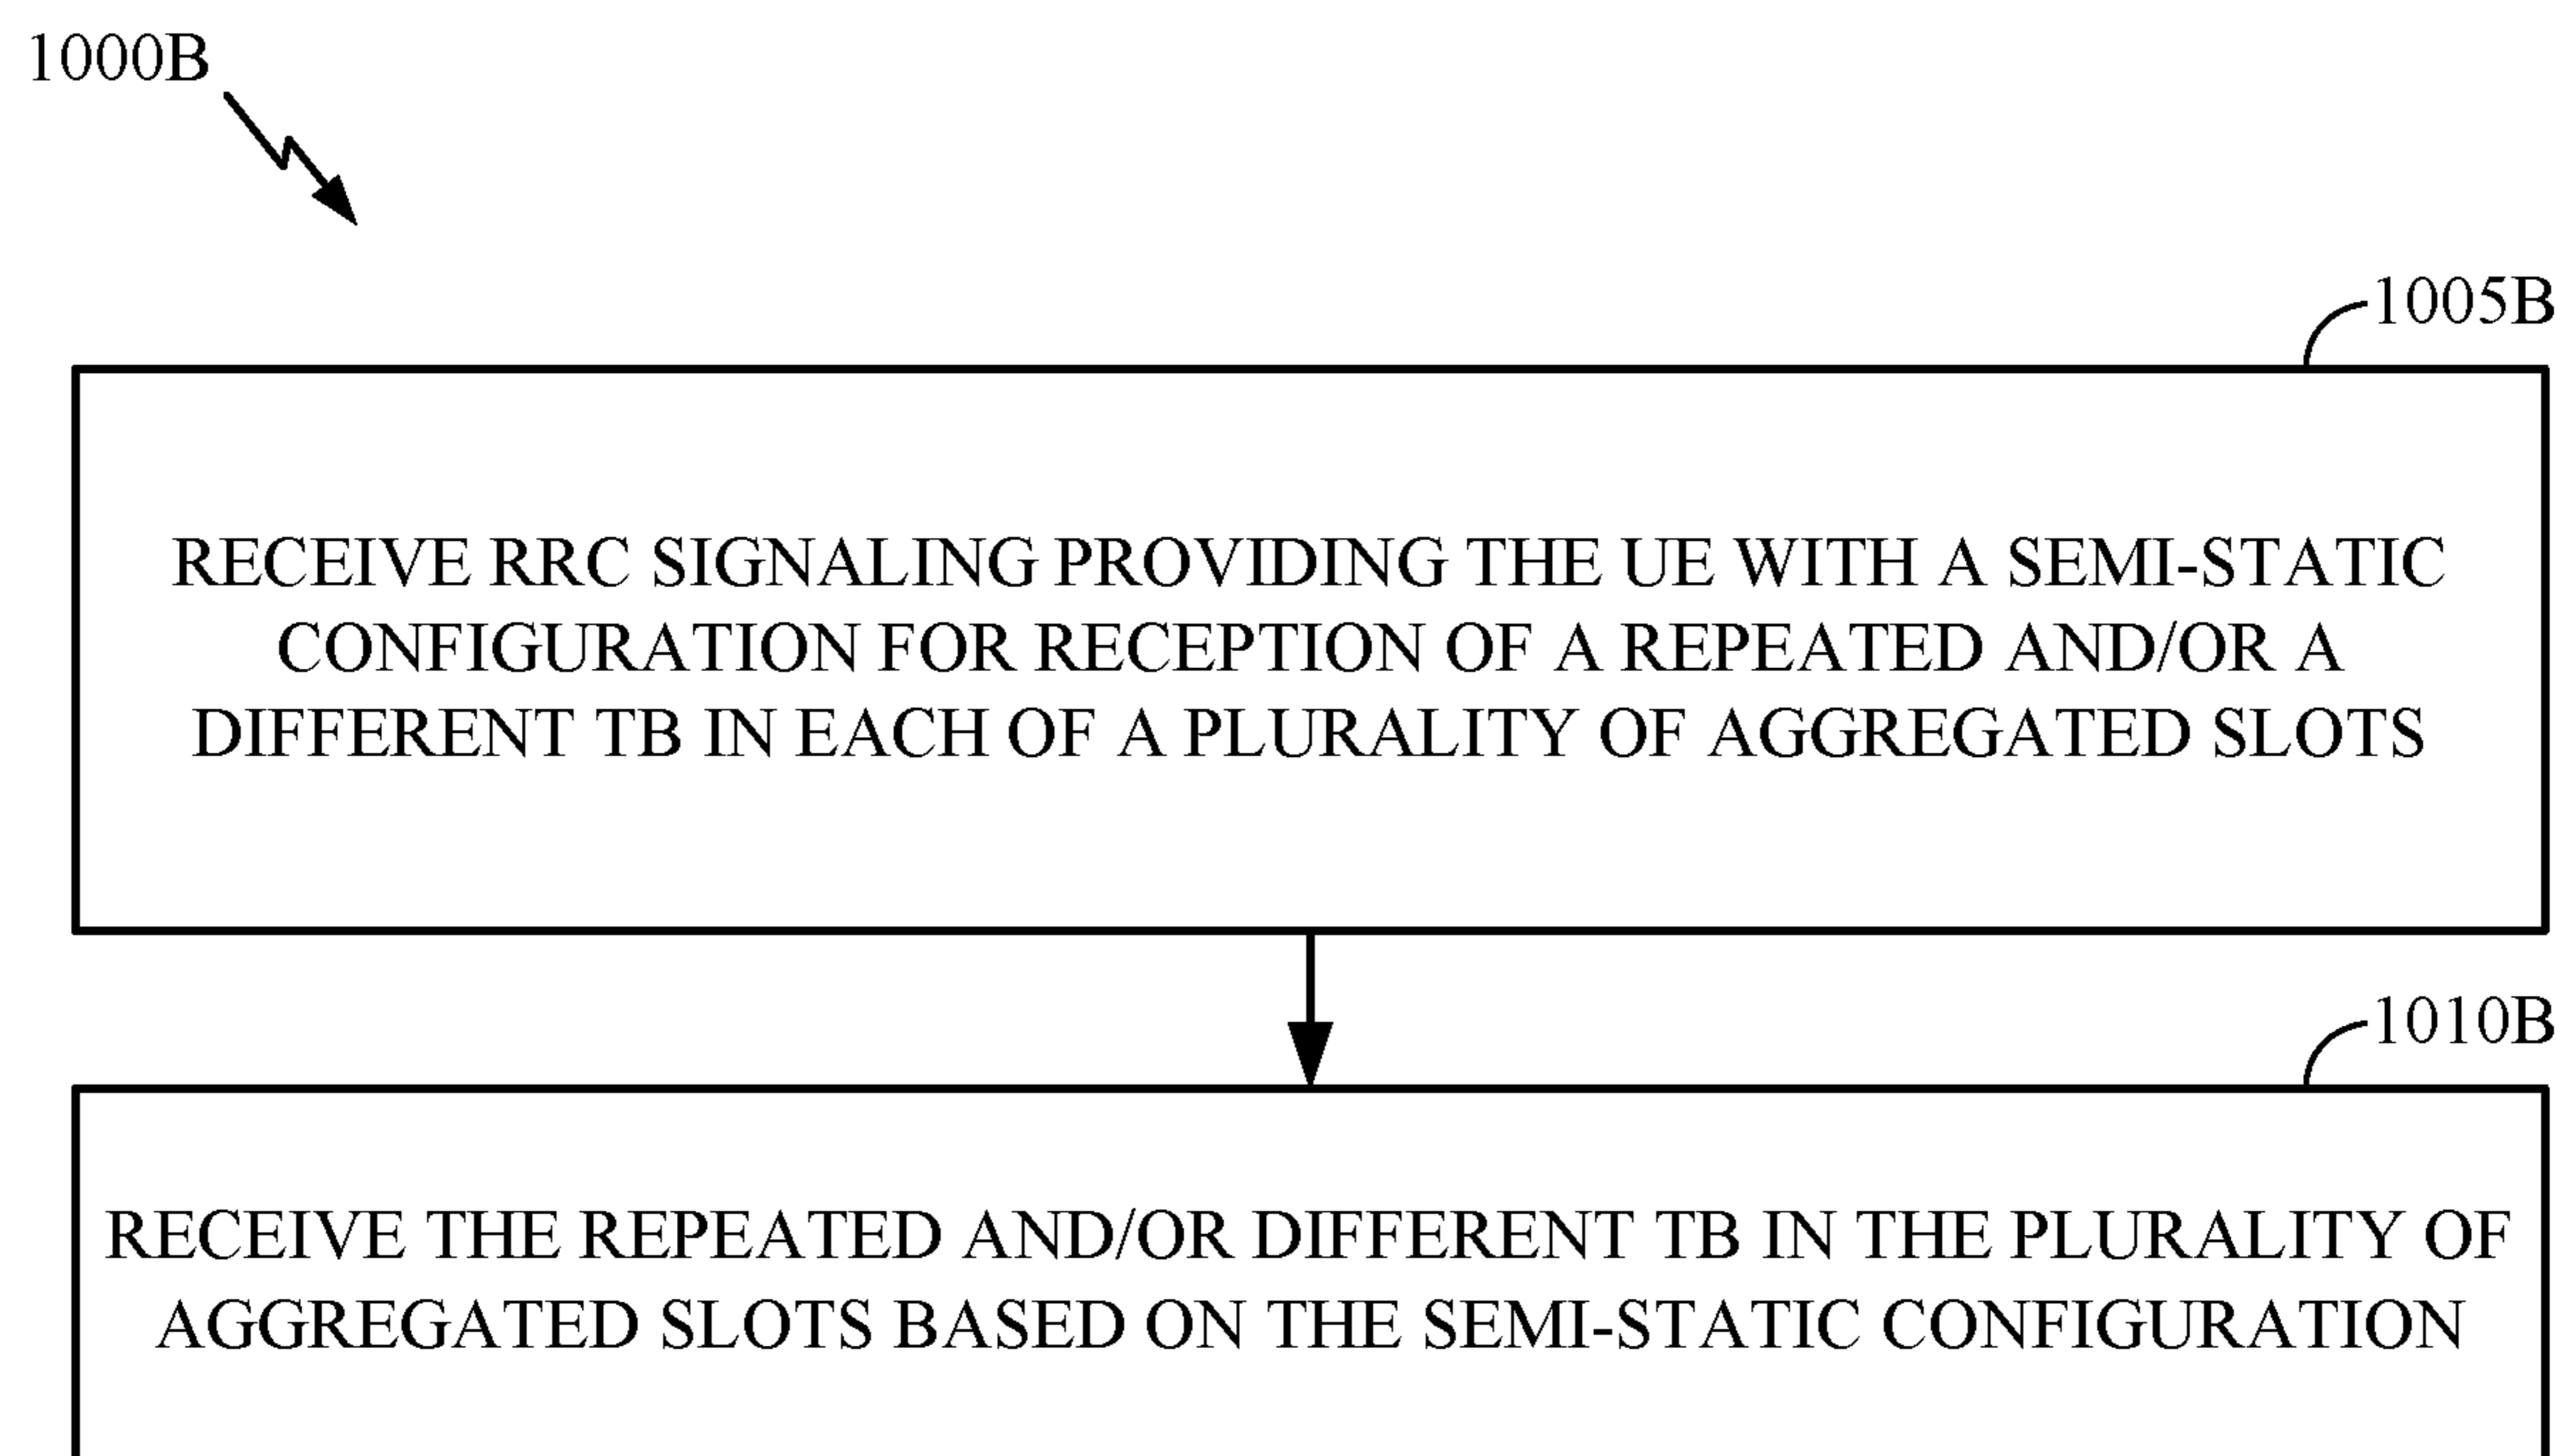 1000B
1005B
RECEIVE RRC SIGNALING PROVIDING THE UE WITH A SEMI-STATIC
CONFIGURATION FOR RECEPTION OF A REPEATED AND/OR A
DIFFERENT TB IN EACH OF A PLURALITY OF AGGREGATED SLOTS
1010B
RECEIVE THE REPEATED AND/OR DIFFERENT TB IN THE PLURALITY OF
AGGREGATED SLOTS BASED ON THE SEMI-STATIC CONFIGURATION